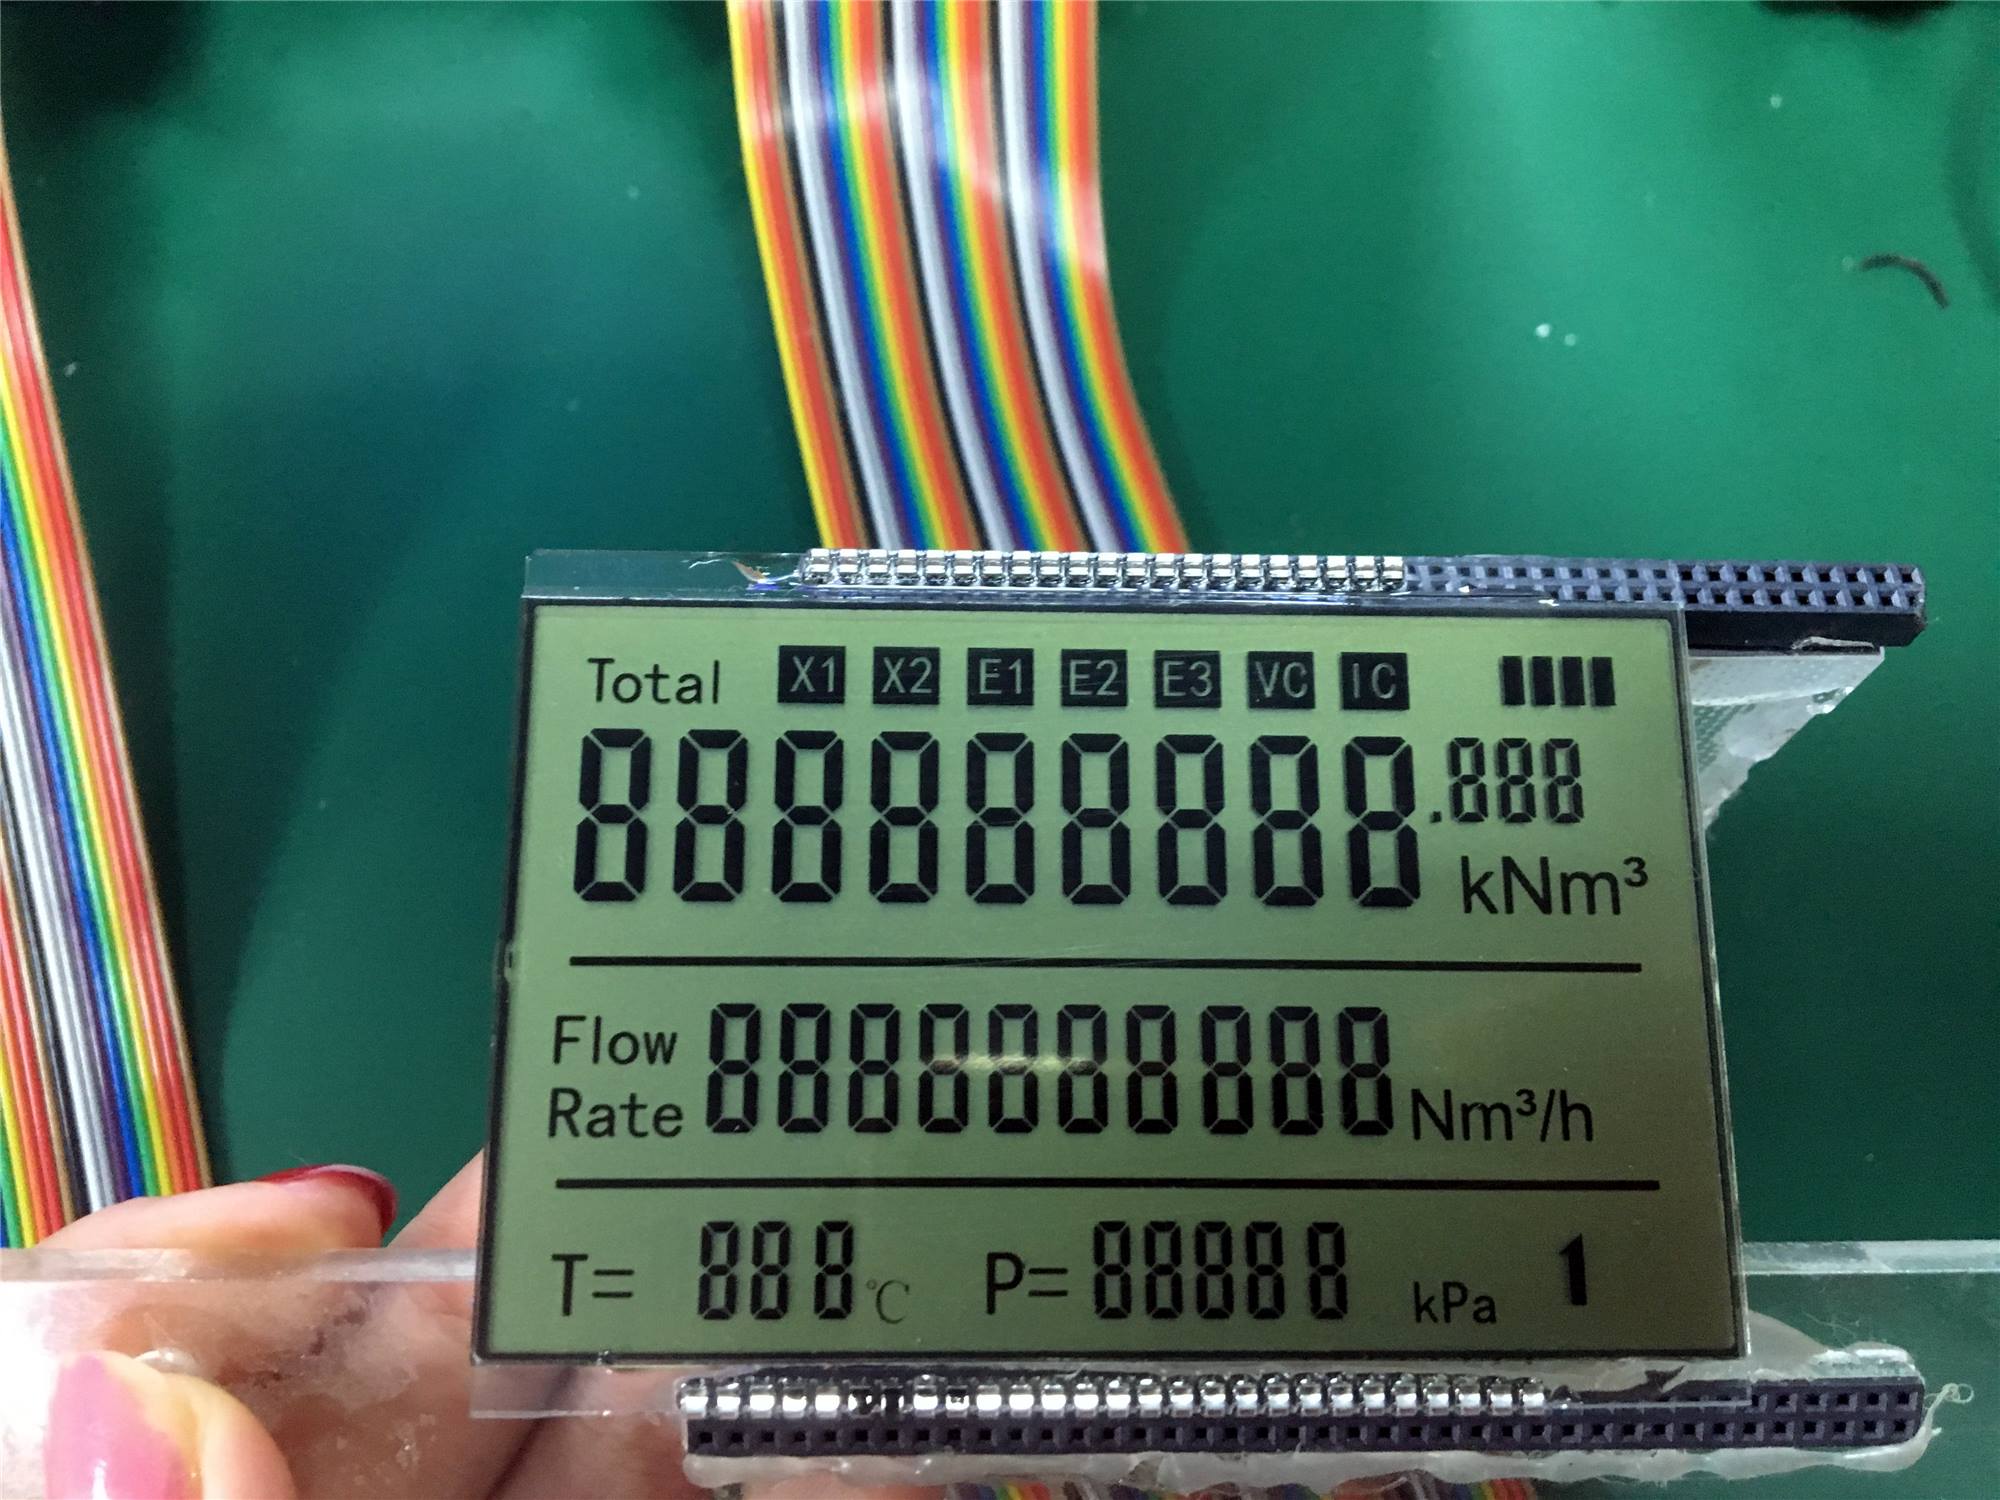 Total X1 X2 E1 E2 E3 VC IC
888888888.888
kNm³
Flow
Rate 8888888888 Nm³/h
T= 888 ℃ P= 88888 kPa 1